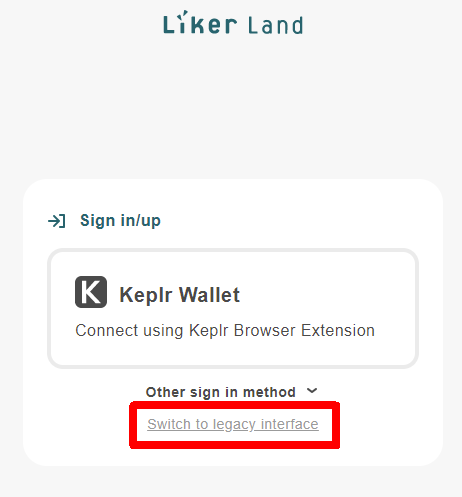 Liker Land
Sign in/up
K
Keplr Wallet
Connect using Keplr Browser Extension
Other sign in method
Switch to legacy interface